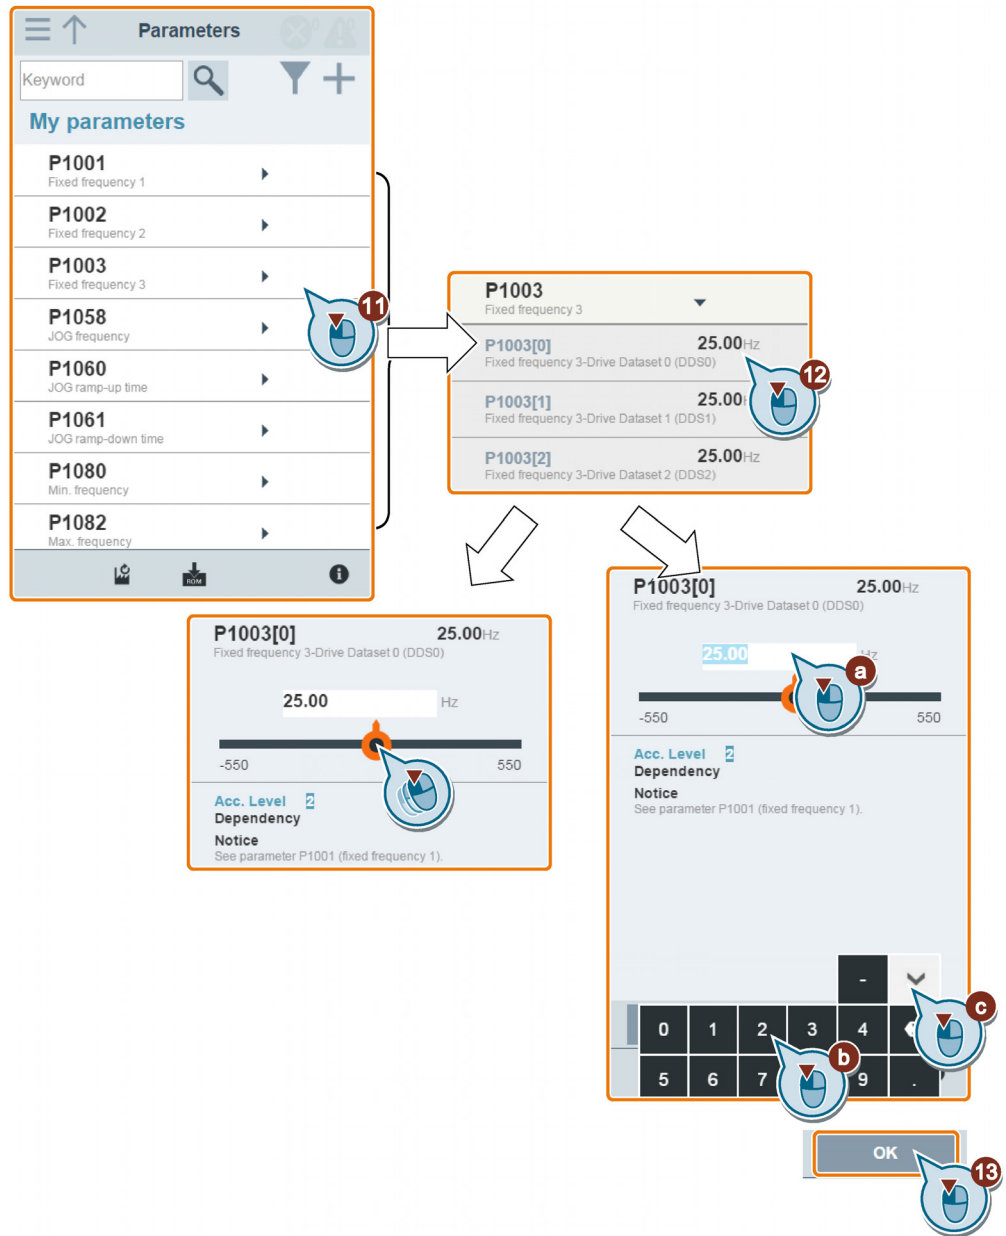 Parameters
Keyword
My parameters
P1001
Fixed frequency 1
P1002
Fixed frequency 2
P1003
Fixed frequency 3
P1058
JOG frequency
P1060
JOG ramp-up time
P1061
JOG ramp-down time
P1080
Min. frequency
P1082
Max. frequency
ROM
11
P1003
Fixed frequency 3
P1003[0] 25.00Hz
Fixed frequency 3-Drive Dataset 0 (DDS0)
P1003[1] 25.00
Fixed frequency 3-Drive Dataset 1 (DDS1)
P1003[2] 25.00Hz
Fixed frequency 3-Drive Dataset 2 (DDS2)
12
P1003[0] 25.00Hz
Fixed frequency 3-Drive Dataset 0 (DDS0)
25.00 Hz
-550 550
Acc. Level 2
Dependency
Notice
See parameter P1001 (fixed frequency 1).
P1003[0] 25.00Hz
Fixed frequency 3-Drive Dataset 0 (DDS0)
25.00 Hz
a
-550 550
Acc. Level 2
Dependency
Notice
See parameter P1001 (fixed frequency 1).
-
c
0 1 2 3 4
b
5 6 7 9 .
OK
13